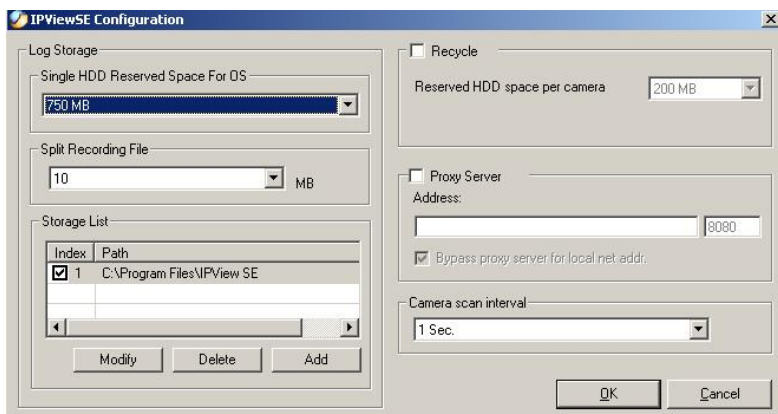 IPViewSE Configuration
Log Storage
Single HDD Reserved Space For OS
750 MB
Split Recording File
10
MB
Storage List
Index Path
1 C:\Program Files\IPView SE
Modify Delete Add
Recycle
Reserved HDD space per camera
200 MB
Proxy Server
Address:
8080
Bypass proxy server for local net addr.
Camera scan interval
1 Sec.
OK Cancel